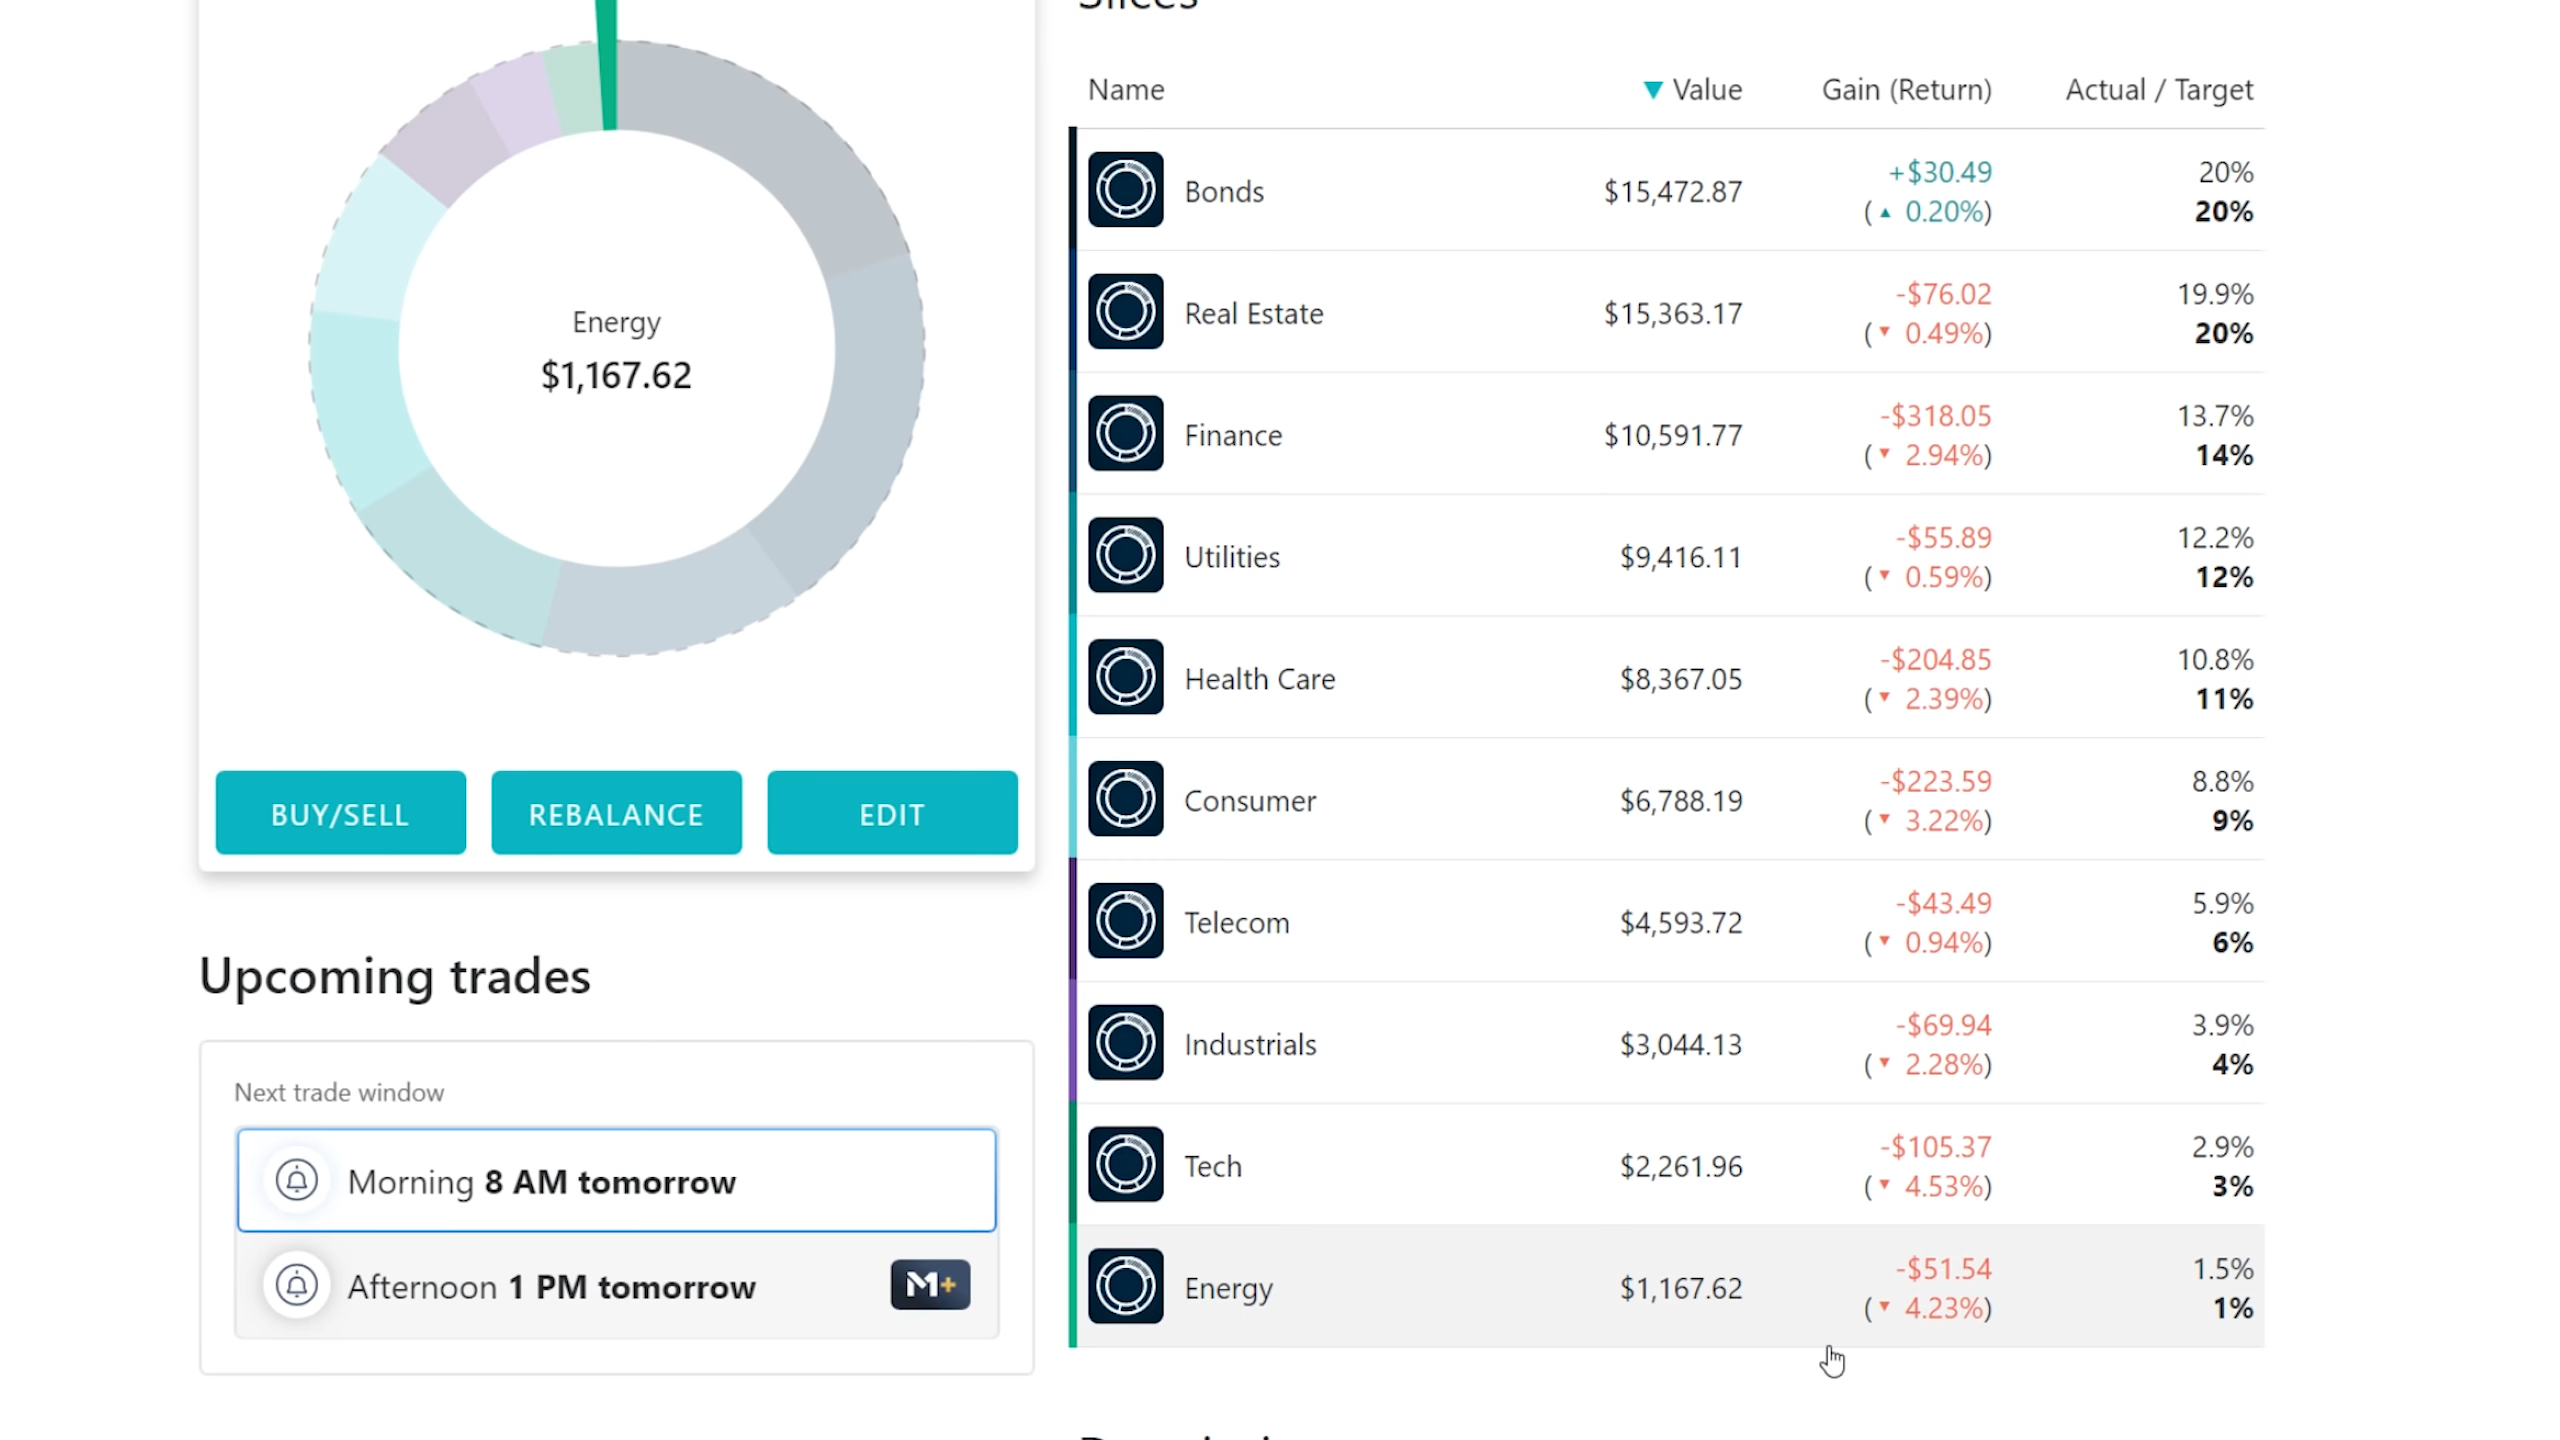 Slices
Energy
$1,167.62
BUY/SELL
REBALANCE
EDIT
Upcoming trades
Next trade window
Morning 8 AM tomorrow
Afternoon 1 PM tomorrow
M+
Name
▼ Value
Gain (Return)
Actual / Target
Bonds
$15,472.87
+$30.49
(▲ 0.20%)
20%
20%
Real Estate
$15,363.17
-$76.02
(▼ 0.49%)
19.9%
20%
Finance
$10,591.77
-$318.05
(▼ 2.94%)
13.7%
14%
Utilities
$9,416.11
-$55.89
(▼ 0.59%)
12.2%
12%
Health Care
$8,367.05
-$204.85
(▼ 2.39%)
10.8%
11%
Consumer
$6,788.19
-$223.59
(▼ 3.22%)
8.8%
9%
Telecom
$4,593.72
-$43.49
(▼ 0.94%)
5.9%
6%
Industrials
$3,044.13
-$69.94
(▼ 2.28%)
3.9%
4%
Tech
$2,261.96
-$105.37
(▼ 4.53%)
2.9%
3%
Energy
$1,167.62
-$51.54
(▼ 4.23%)
1.5%
1%